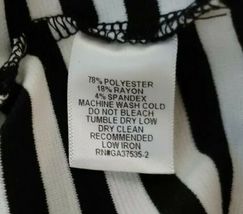 78% POLYESTER
18% RAYON
4% SPANDEX
MACHINE WASH COLD
DO NOT BLEACH
TUMBLE DRY LOW
DRY CLEAN
RECOMMENDED
LOW IRON
RN#GA37535-2